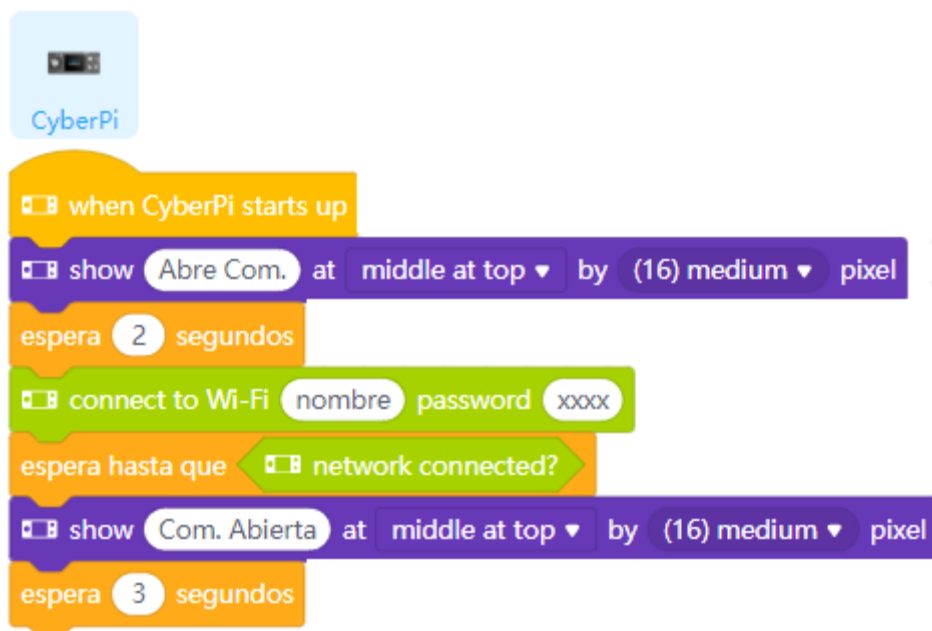 CyberPi
when CyberPi starts up
show Abre Com. at middle at top by (16) medium pixel
espera 2 segundos
connect to Wi-Fi nombre password xxxx
espera hasta que network connected?
show Com. Abierta at middle at top by (16) medium pixel
espera 3 segundos